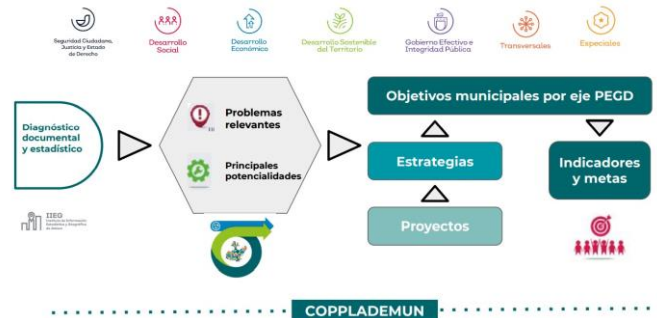 Seguridad Ciudadana,
Justicia y Estado
de Derecho
Desarrollo
Social
Desarrollo
Económico
Desarrollo Sostenible
del Territorio
Gobierno Efectivo e
Integridad Pública
Transversales
Especiales
Diagnóstico
documental
y estadístico
Problemas
relevantes
Principales
potencialidades
Objetivos municipales por eje PEGD
Estrategias
Proyectos
Indicadores
y metas
IIEG
COPPLADEMUN